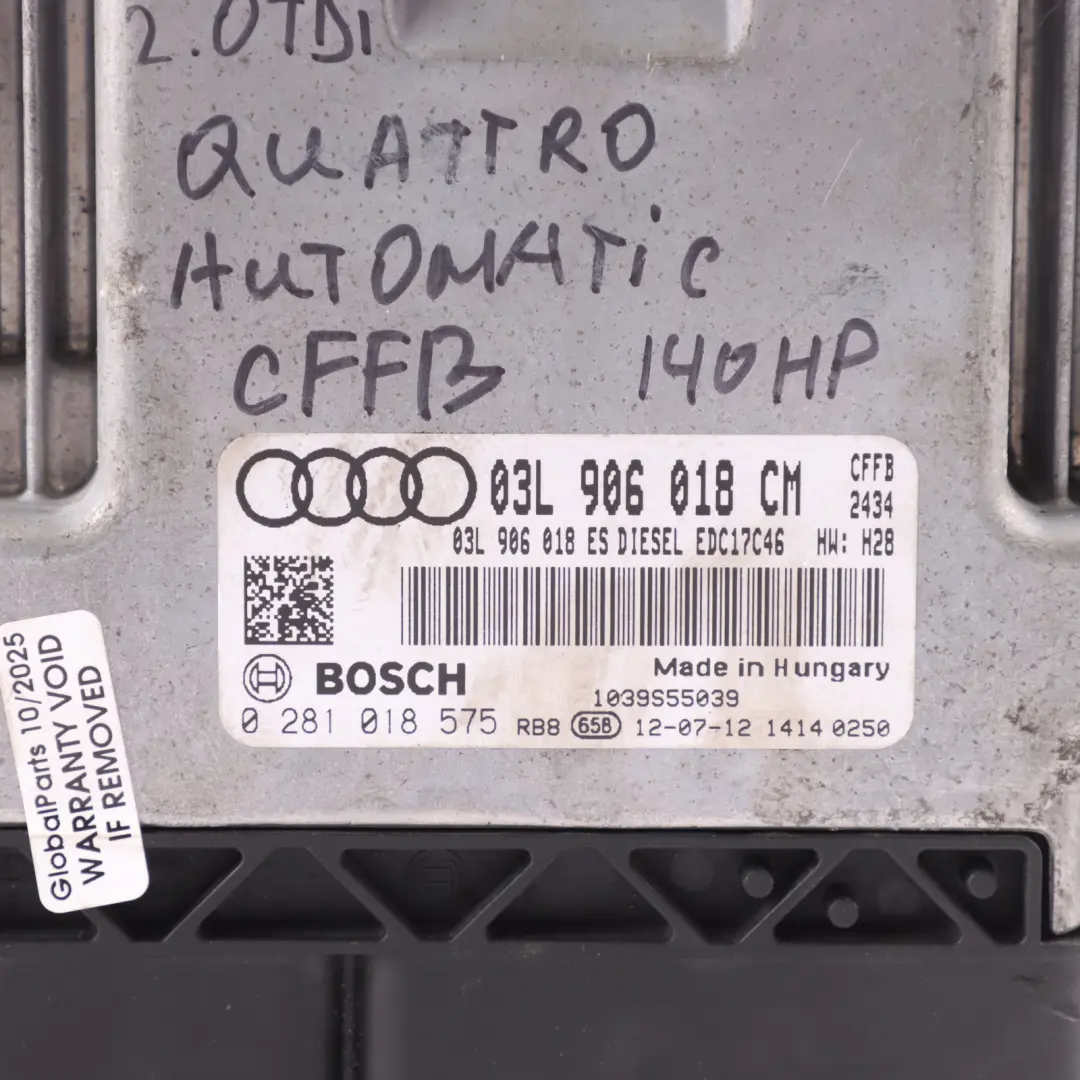 2.0TDI
QUATTRO
AUTOMATiC
CFFB 140HP
03L 906 018 CM CFFB 2434
03L 906 018 ES DIESEL EDC17C46 HW: H28
BOSCH
Made in Hungary
1039S55039
0 281 018 575 RB8 65B 12-07-12 1414 0250
GlobalParts 10/2025
WARRANTY VOID
IF REMOVED